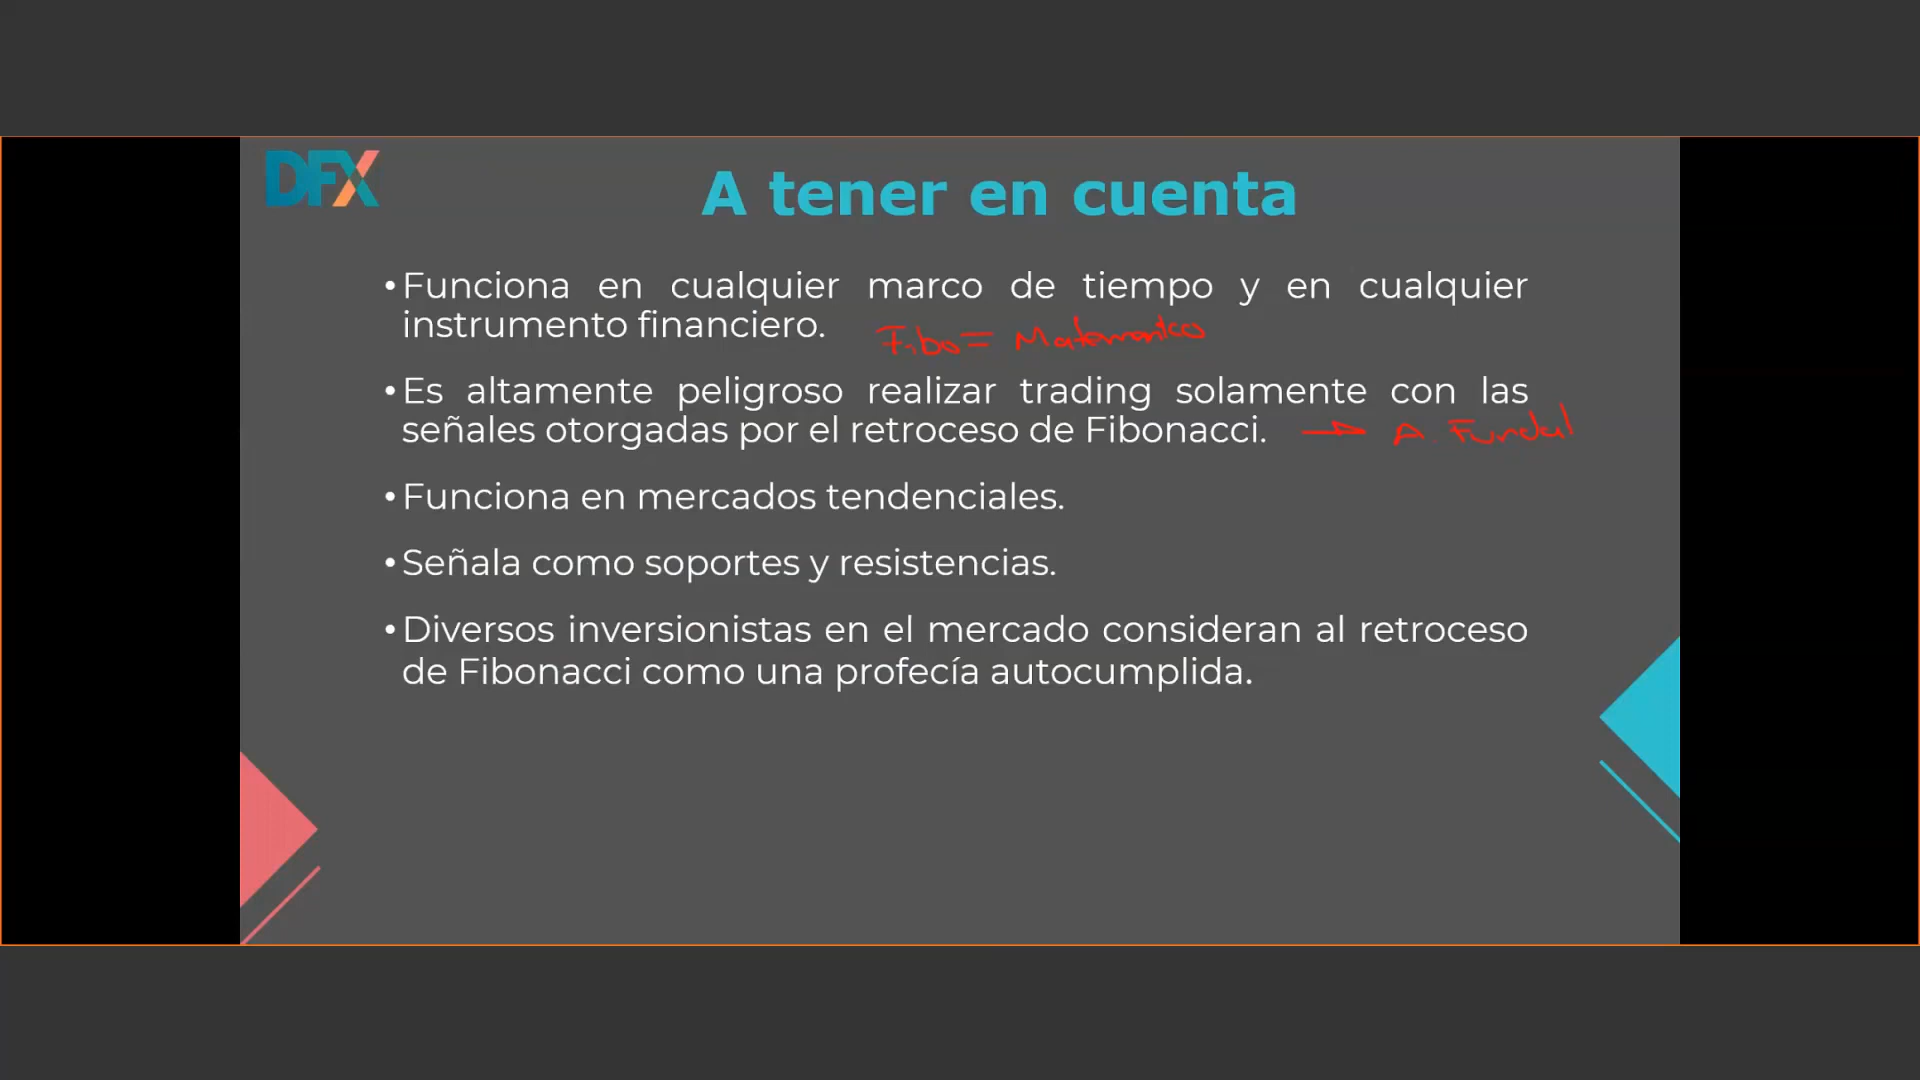 DFX
A tener en cuenta
•Funciona en cualquier marco de tiempo y en cualquier
instrumento financiero.
Fibo = Matematico
•Es altamente peligroso realizar trading solamente con las
señales otorgadas por el retroceso de Fibonacci.
→ A. Fundal
•Funciona en mercados tendenciales.
•Señala como soportes y resistencias.
•Diversos inversionistas en el mercado consideran al retroceso
de Fibonacci como una profecía autocumplida.